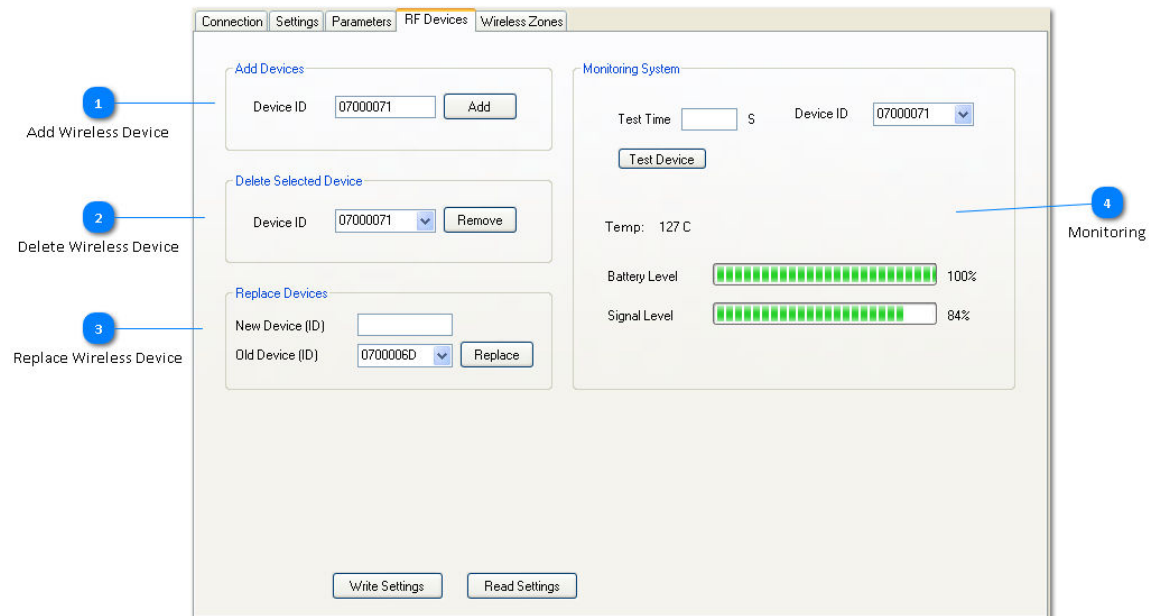 Connection Settings Parameters RF Devices Wireless Zones
Add Devices
Device ID 07000071 Add
1
Add Wireless Device
Delete Selected Device
Device ID 07000071 Remove
2
Delete Wireless Device
Replace Devices
New Device (ID)
Old Device (ID) 0700006D Replace
3
Replace Wireless Device
Monitoring System
Test Time S Device ID 07000071
Test Device
Temp: 127 C
Battery Level 100%
Signal Level 84%
4
Monitoring
Write Settings Read Settings